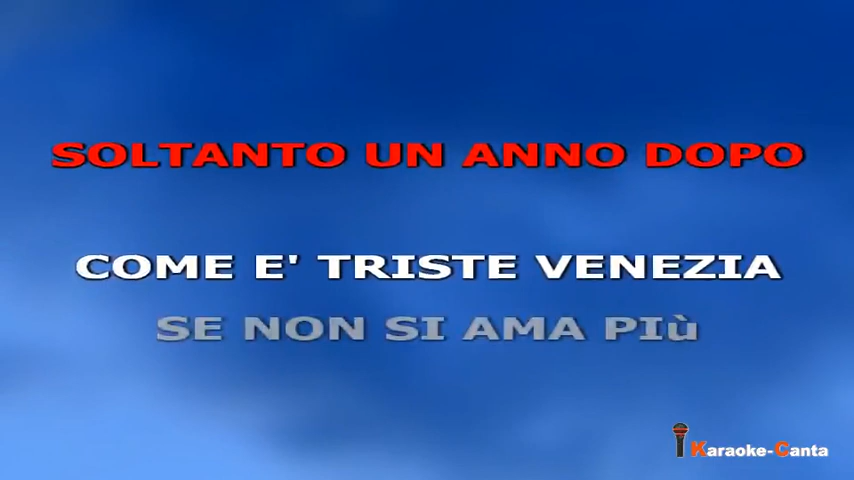 SOLTANTO UN ANNO DOPO
COME E' TRISTE VENEZIA
SE NON SI AMA PIù
Karaoke-Canta